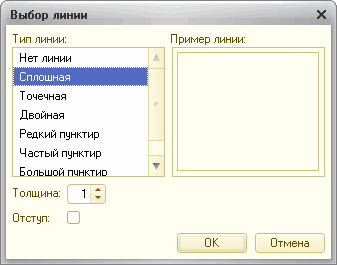 Выбор линии
Тип линии: Пример линии:
Нет линии
Сплошная
Точечная
Двойная
Редкий пунктир
Частый пунктир
Большой пунктир
Толщина: 1
Отступ:
OK Отмена